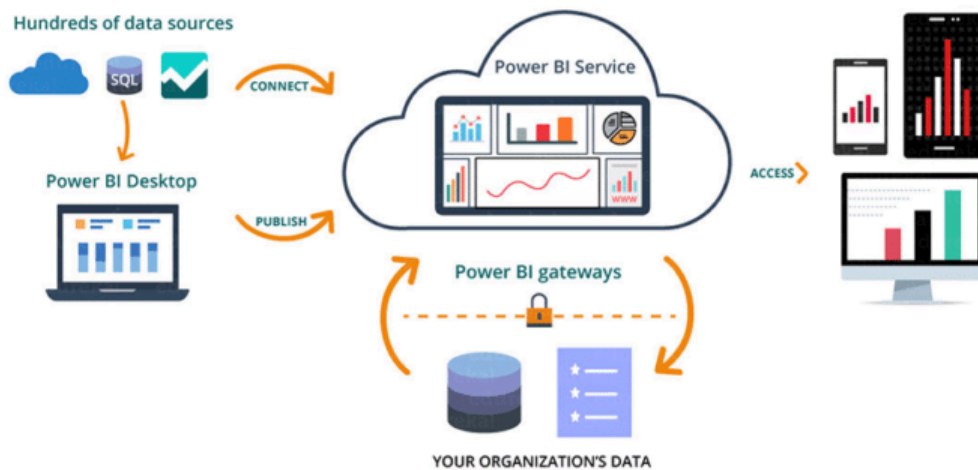 Hundreds of data sources
SQL
CONNECT
Power BI Desktop
PUBLISH
Power BI Service
WWW
ACCESS
Power BI gateways
YOUR ORGANIZATION'S DATA